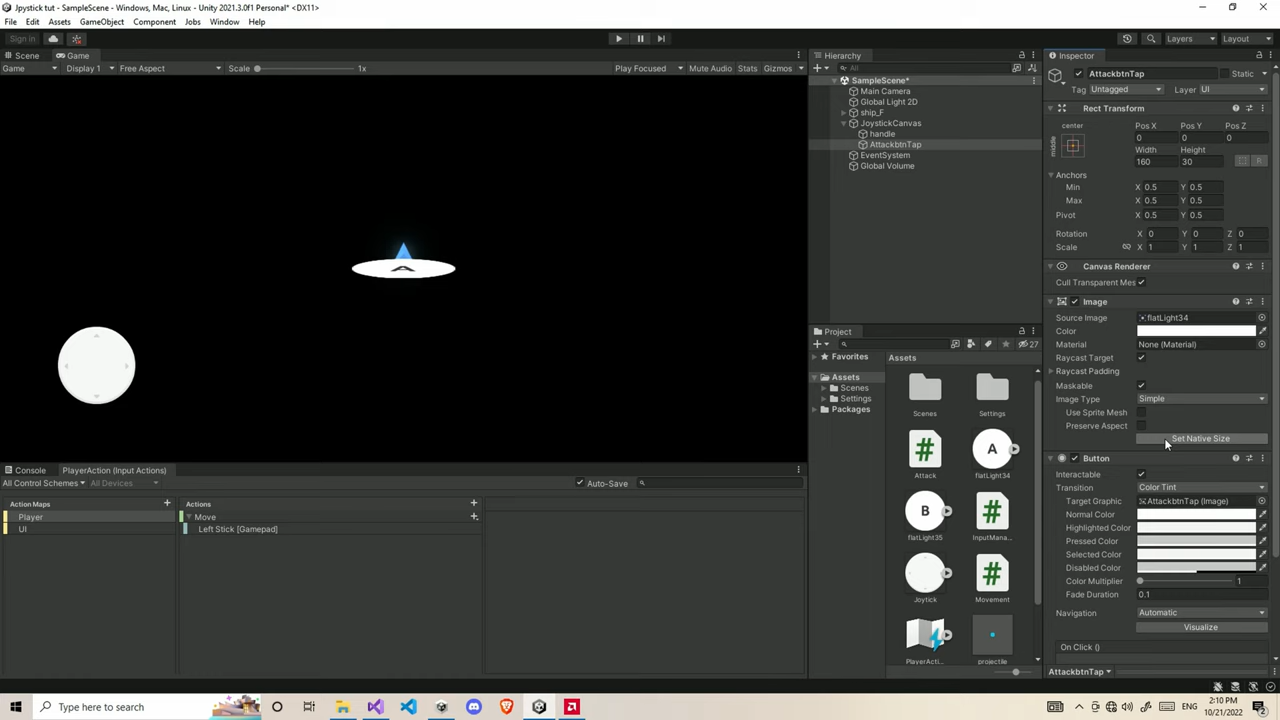 Jpystick tut - SampleScene - Windows, Mac, Linux - Unity 2021.3.0f1 Personal* <DX11>
File Edit Assets GameObject Component Jobs Window Help
Sign in
Layers
Layout
Scene
Game
Game
Display 1
Free Aspect
Scale
1x
Play Focused
Mute Audio
Stats
Gizmos
A
Console
PlayerAction (Input Actions)
All Control Schemes
All Devices
Auto-Save
Action Maps
Player
UI
Actions
Move
Left Stick [Gamepad]
Hierarchy
All
SampleScene*
Main Camera
Global Light 2D
ship_F
JoystickCanvas
handle
AttackbtnTap
EventSystem
Global Volume
Project
27
Favorites
Assets
Scenes
Settings
Packages
Assets
Scenes
Settings
Attack
A
flatLight34
B
flatLight35
InputMana...
Joytick
Movement
PlayerActi...
projectile
Inspector
AttackbtnTap
Static
Tag Untagged
Layer UI
Rect Transform
center
middle
Pos X Pos Y Pos Z
0 0 0
Width Height
160 30
R
Anchors
Min X 0.5 Y 0.5
Max X 0.5 Y 0.5
Pivot X 0.5 Y 0.5
Rotation X 0 Y 0 Z 0
Scale X 1 Y 1 Z 1
Canvas Renderer
Cull Transparent Mes
Image
Source Image flatLight34
Color
Material None (Material)
Raycast Target
Raycast Padding
Maskable
Image Type Simple
Use Sprite Mesh
Preserve Aspect
Set Native Size
Button
Interactable
Transition Color Tint
Target Graphic AttackbtnTap (Image)
Normal Color
Highlighted Color
Pressed Color
Selected Color
Disabled Color
Color Multiplier 1
Fade Duration 0.1
Navigation Automatic
Visualize
On Click ()
AttackbtnTap
Type here to search
ENG
2:10 PM
10/21/2022
2